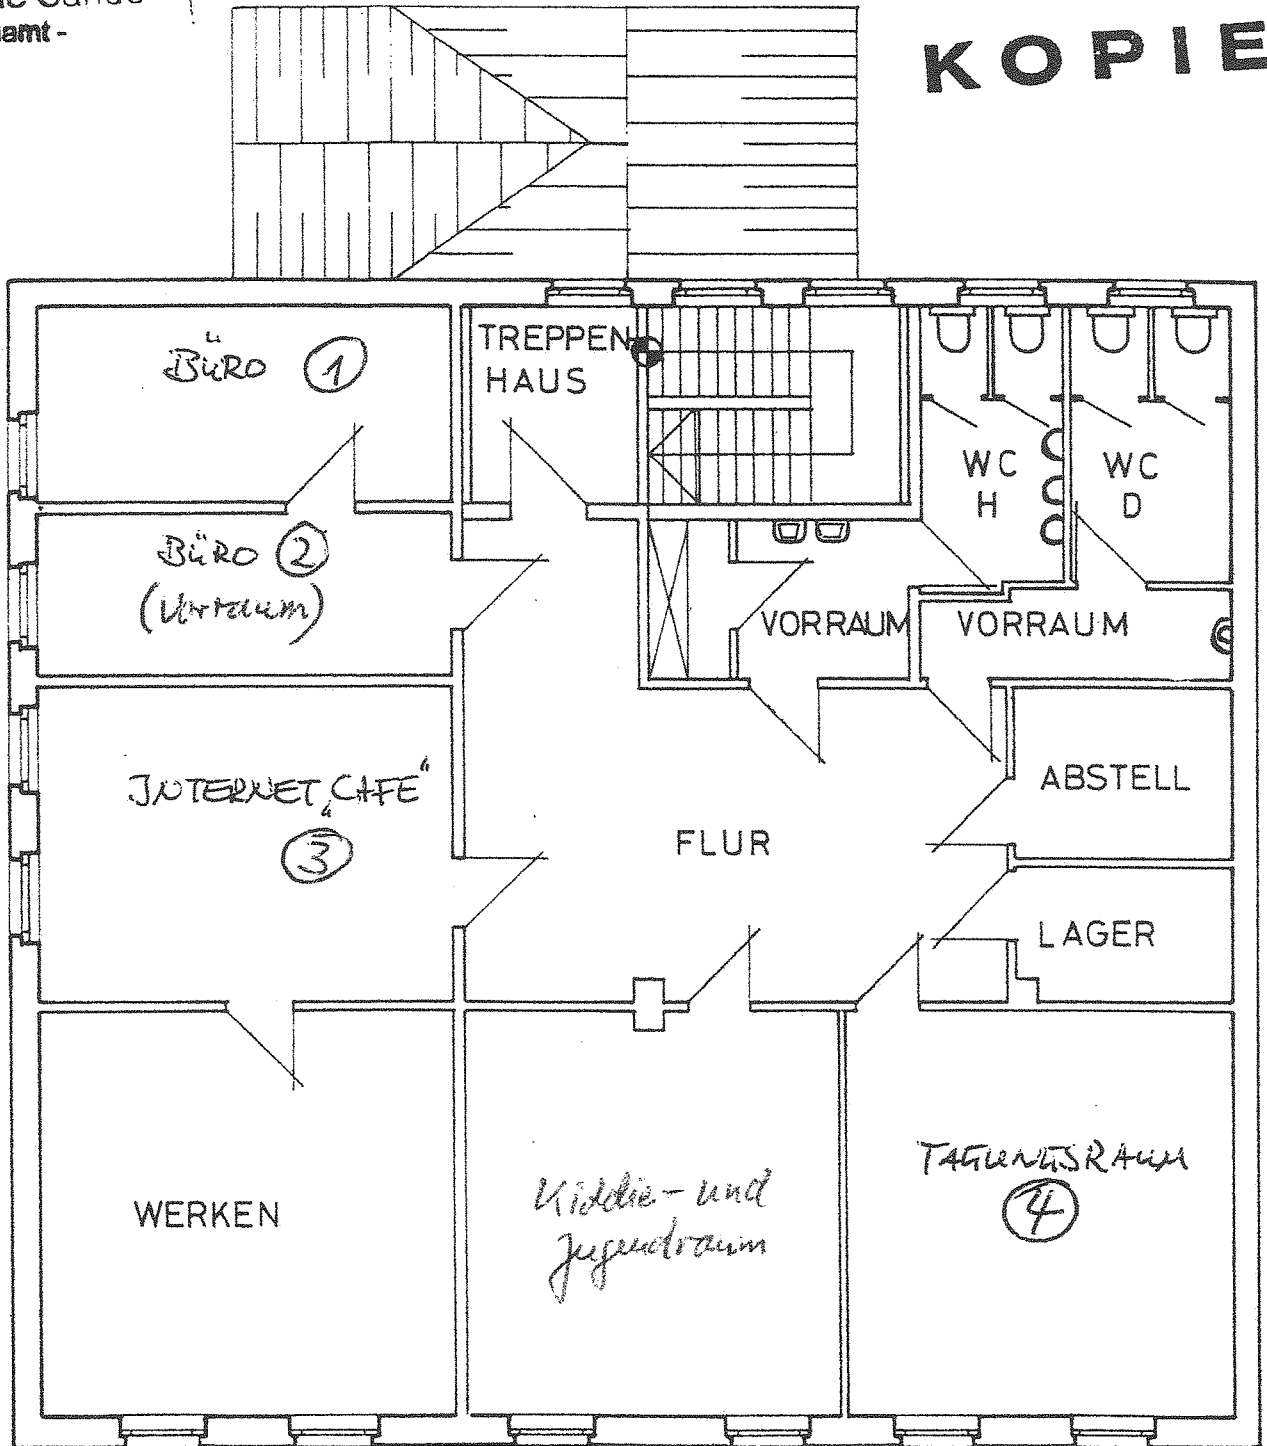 amt -
KOPIE
BÜRO 1
TREPPEN
HAUS
WC
H
WC
D
BÜRO 2
(Vorraum)
VORRAUM
VORRAUM
INTERNET „CAFE“
3
ABSTELL
FLUR
LAGER
WERKEN
Kiddie- und
Jugendraum
TAGUNGSRAUM
4